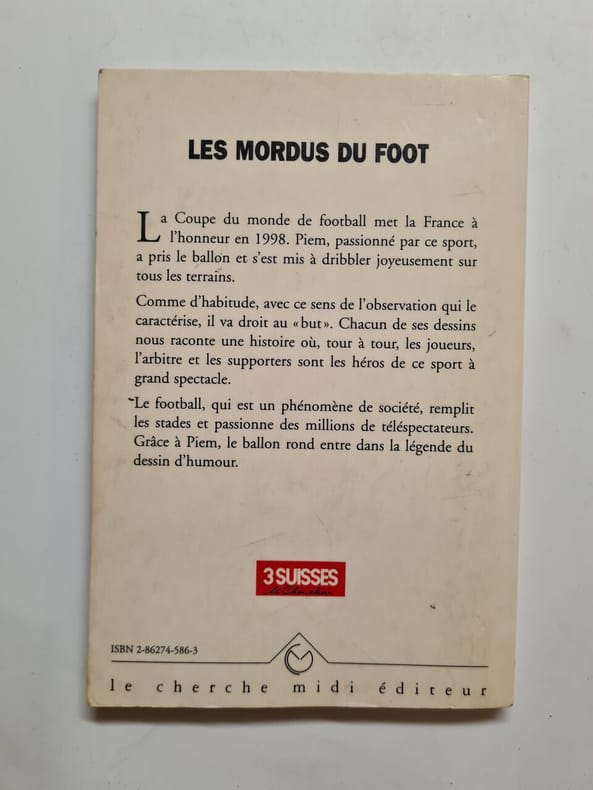 LES MORDUS DU FOOT
La Coupe du monde de football met la France à
l'honneur en 1998. Piem, passionné par ce sport,
a pris le ballon et s'est mis à dribbler joyeusement sur
tous les terrains.
Comme d'habitude, avec ce sens de l'observation qui le
caractérise, il va droit au « but ». Chacun de ses dessins
nous raconte une histoire où, tour à tour, les joueurs,
l'arbitre et les supporters sont les héros de ce sport à
grand spectacle.
Le football, qui est un phénomène de société, remplit
les stades et passionne des millions de téléspectateurs.
Grâce à Piem, le ballon rond entre dans la légende du
dessin d'humour.
3 SUISSES
le Chouchou
ISBN 2-86274-586-3
le cherche midi éditeur